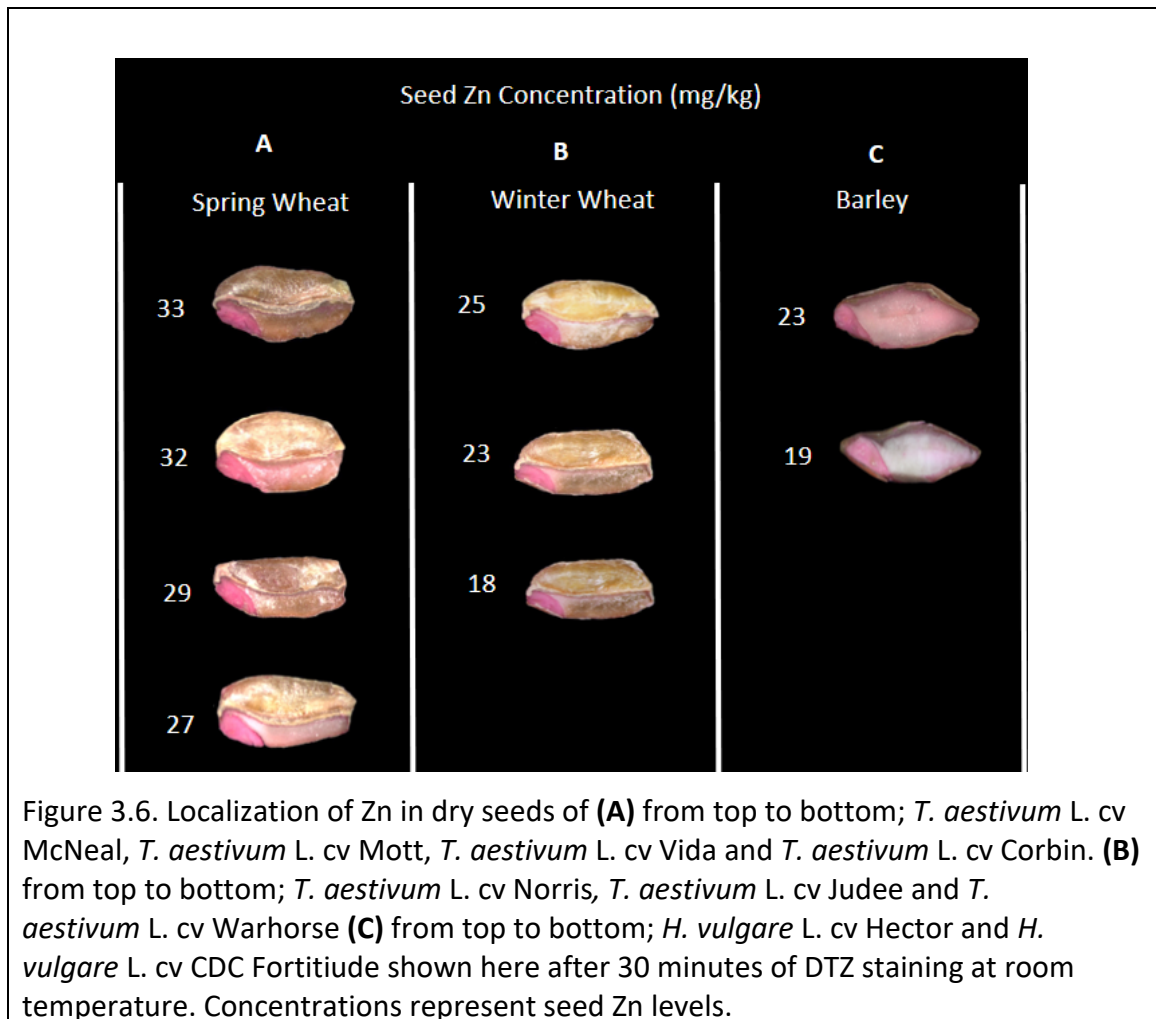 Seed Zn Concentration (mg/kg)
A
B
C
Spring Wheat
Winter Wheat
Barley
33
25
23
32
23
19
29
18
27
Figure 3.6. Localization of Zn in dry seeds of (A) from top to bottom; T. aestivum L. cv
McNeal, T. aestivum L. cv Mott, T. aestivum L. cv Vida and T. aestivum L. cv Corbin. (B)
from top to bottom; T. aestivum L. cv Norris, T. aestivum L. cv Judee and T.
aestivum L. cv Warhorse (C) from top to bottom; H. vulgare L. cv Hector and H.
vulgare L. cv CDC Fortitiude shown here after 30 minutes of DTZ staining at room
temperature. Concentrations represent seed Zn levels.